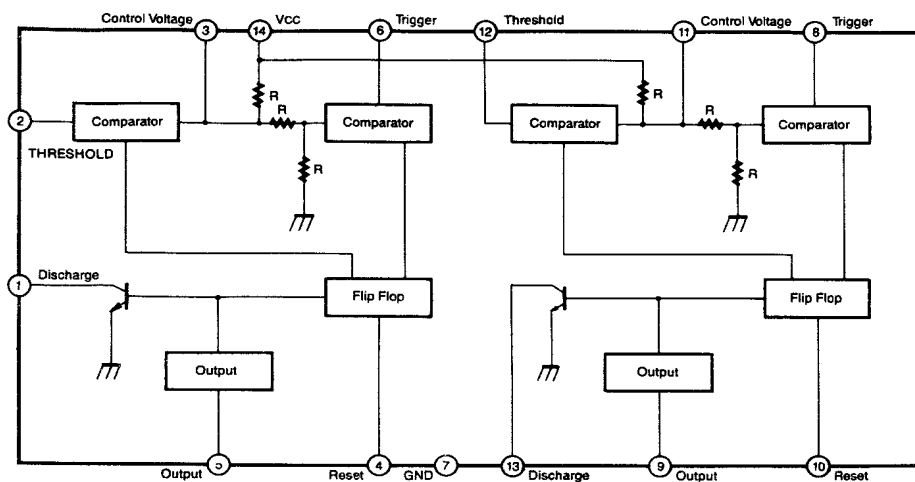 Control Voltage
Vcc
Trigger
Threshold
Control Voltage
Trigger
3
14
6
12
11
8
R
R
R
R
2
Comparator
Comparator
Comparator
Comparator
THRESHOLD
R
R
1
Discharge
Flip Flop
Flip Flop
Output
Output
5
4
7
13
9
10
Output
Reset
GND
Discharge
Output
Reset